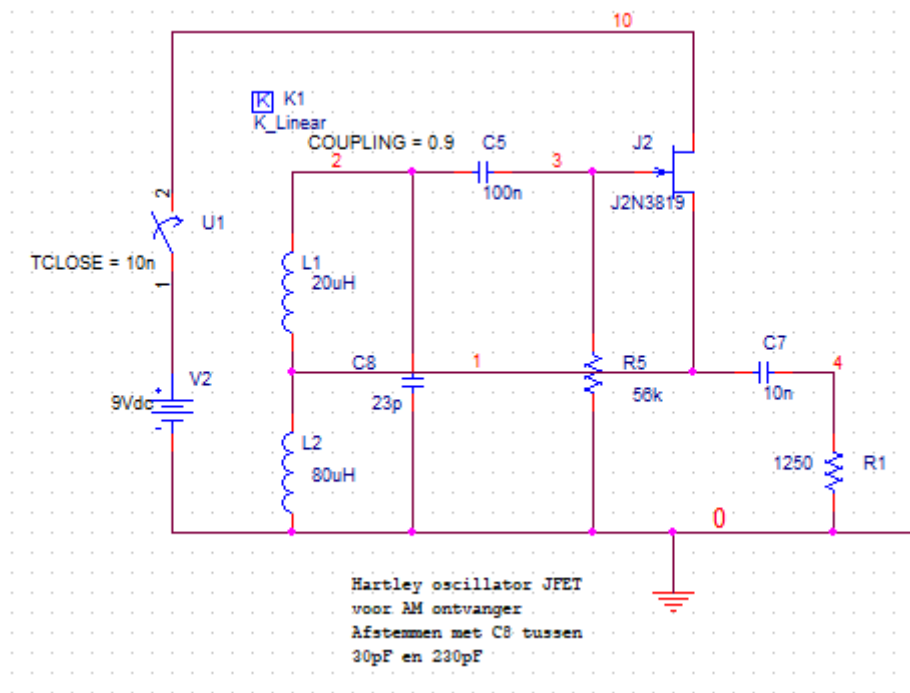 10
K K1
K_Linear
COUPLING = 0.9
C5
J2
2
3
100n
J2N3819
2
U1
TCLOSE = 10n
1
L1
20uH
C8
1
R5
C7
4
V2
9Vdc
23p
56k
10n
L2
80uH
1250
R1
0
Hartley oscillator JFET
voor AM ontvanger
Afstemmen met C8 tussen
30pF en 230pF